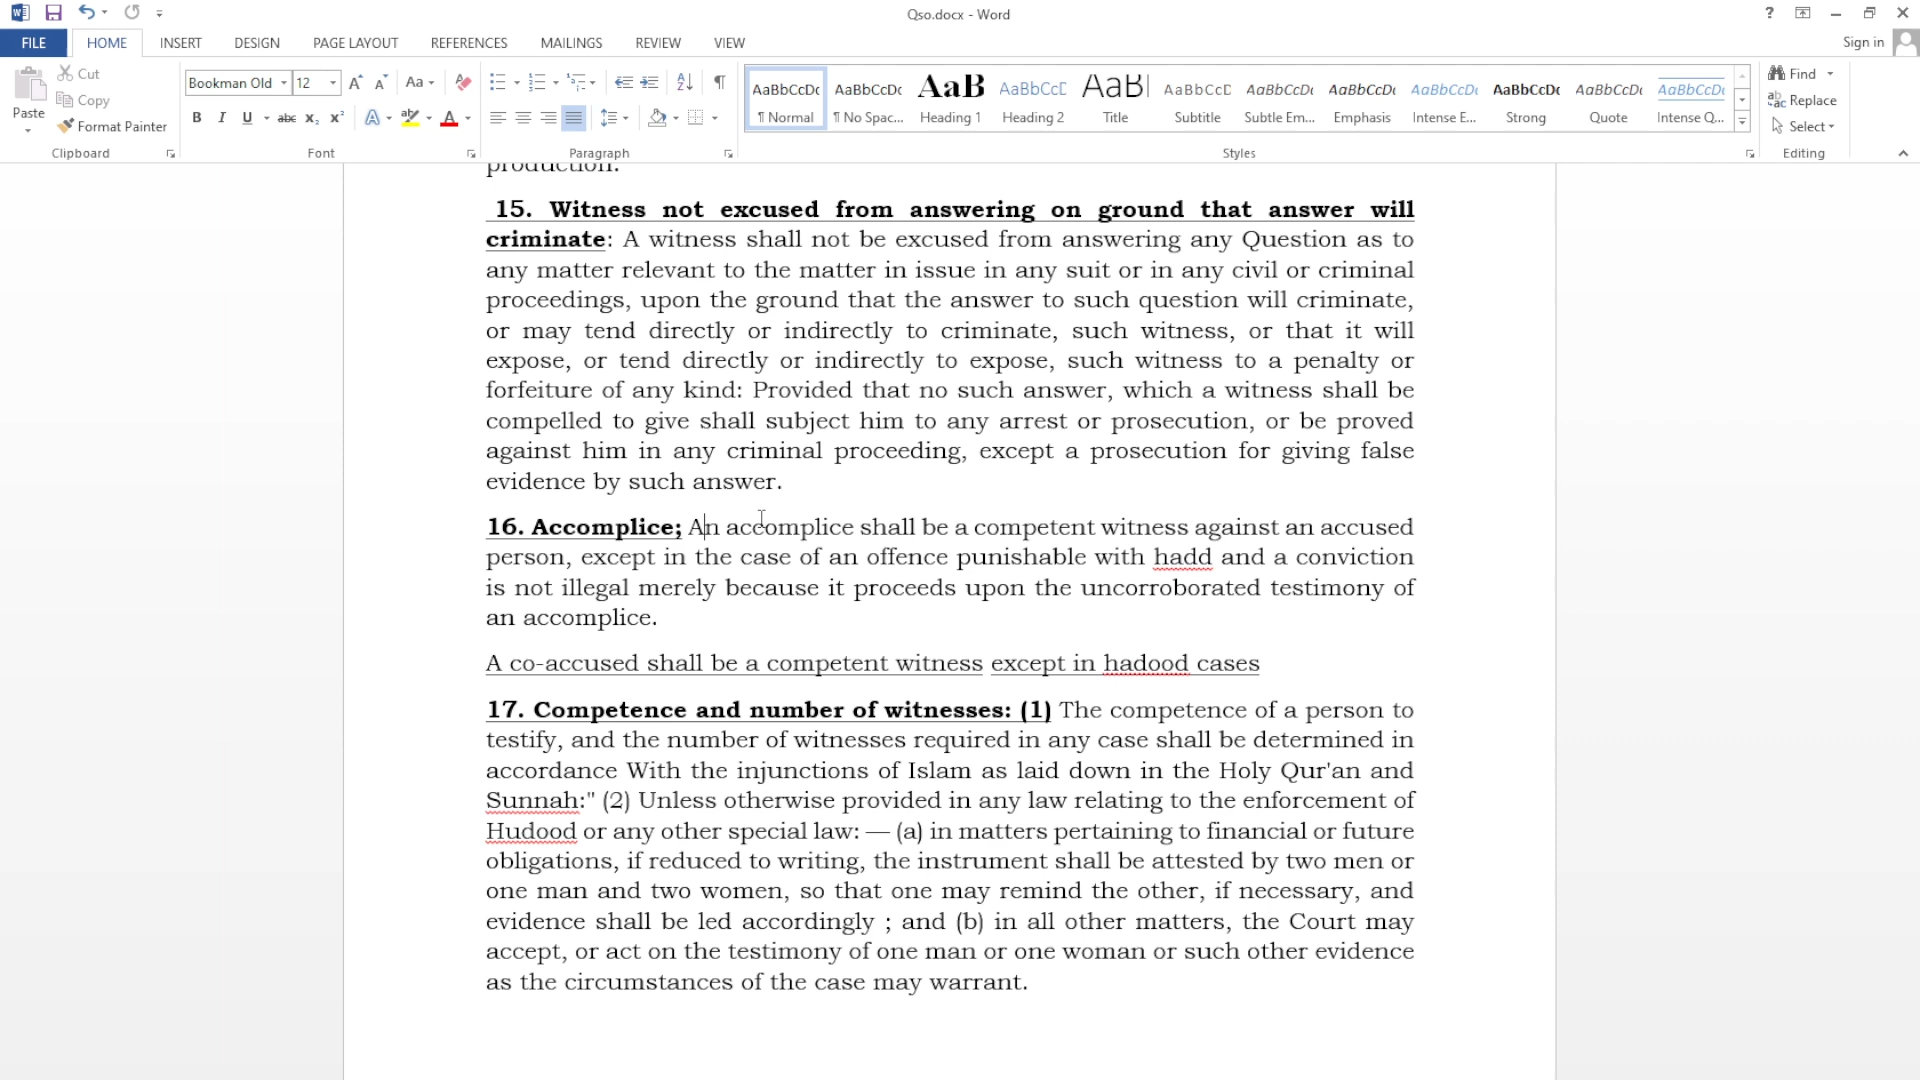 Qso.docx - Word
?
FILE HOME INSERT DESIGN PAGE LAYOUT REFERENCES MAILINGS REVIEW VIEW Sign in
Paste
Cut
Copy
Format Painter
Clipboard
Bookman Old 12
Font
Paragraph
AaBbCcDc AaBbCcDc AaB AaBbCcC AaB AaBbCcD AaBbCcDc AaBbCcDc AaBbCcDc AaBbCcDc AaBbCcDc AaBbCcDc
¶ Normal ¶ No Spac... Heading 1 Heading 2 Title Subtitle Subtle Em... Emphasis Intense E... Strong Quote Intense Q...
Styles
Find
Replace
Select
Editing
production.
15. Witness not excused from answering on ground that answer will
criminate: A witness shall not be excused from answering any Question as to
any matter relevant to the matter in issue in any suit or in any civil or criminal
proceedings, upon the ground that the answer to such question will criminate,
or may tend directly or indirectly to criminate, such witness, or that it will
expose, or tend directly or indirectly to expose, such witness to a penalty or
forfeiture of any kind: Provided that no such answer, which a witness shall be
compelled to give shall subject him to any arrest or prosecution, or be proved
against him in any criminal proceeding, except a prosecution for giving false
evidence by such answer.
16. Accomplice; An accomplice shall be a competent witness against an accused
person, except in the case of an offence punishable with hadd and a conviction
is not illegal merely because it proceeds upon the uncorroborated testimony of
an accomplice.
A co-accused shall be a competent witness except in hadood cases
17. Competence and number of witnesses: (1) The competence of a person to
testify, and the number of witnesses required in any case shall be determined in
accordance With the injunctions of Islam as laid down in the Holy Qur'an and
Sunnah:" (2) Unless otherwise provided in any law relating to the enforcement of
Hudood or any other special law: — (a) in matters pertaining to financial or future
obligations, if reduced to writing, the instrument shall be attested by two men or
one man and two women, so that one may remind the other, if necessary, and
evidence shall be led accordingly ; and (b) in all other matters, the Court may
accept, or act on the testimony of one man or one woman or such other evidence
as the circumstances of the case may warrant.